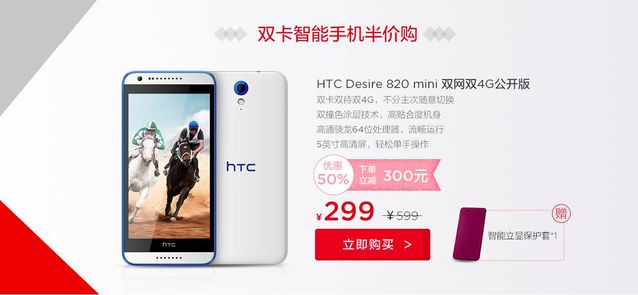 双卡智能手机半价购
HTC Desire 820 mini 双网双4G公开版
双卡双待双4G，不分主次随意切换
双撞色涂层技术，高贴合度机身
高通骁龙64位处理器，流畅运行
5英寸高清屏，轻松单手操作
优惠
50%
下单
立减
300元
¥299
¥599
立即购买 >
智能立显保护套*1
赠
hTC
hTC